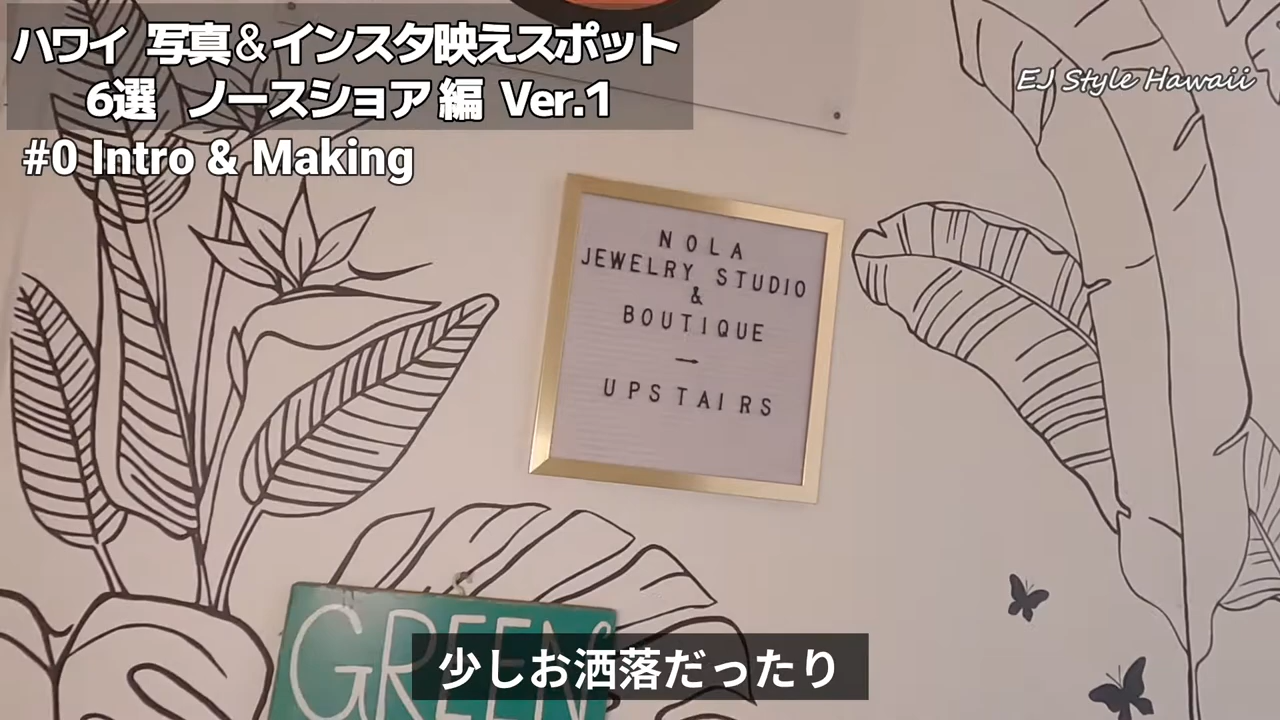 ハワイ 写真&インスタ映えスポット
6選 ノースショア編 Ver.1
#0 Intro & Making
EJ Style Hawaii
NOLA
JEWELRY STUDIO
&
BOUTIQUE
→
UPSTAIRS
GREEN
少しお洒落だったり